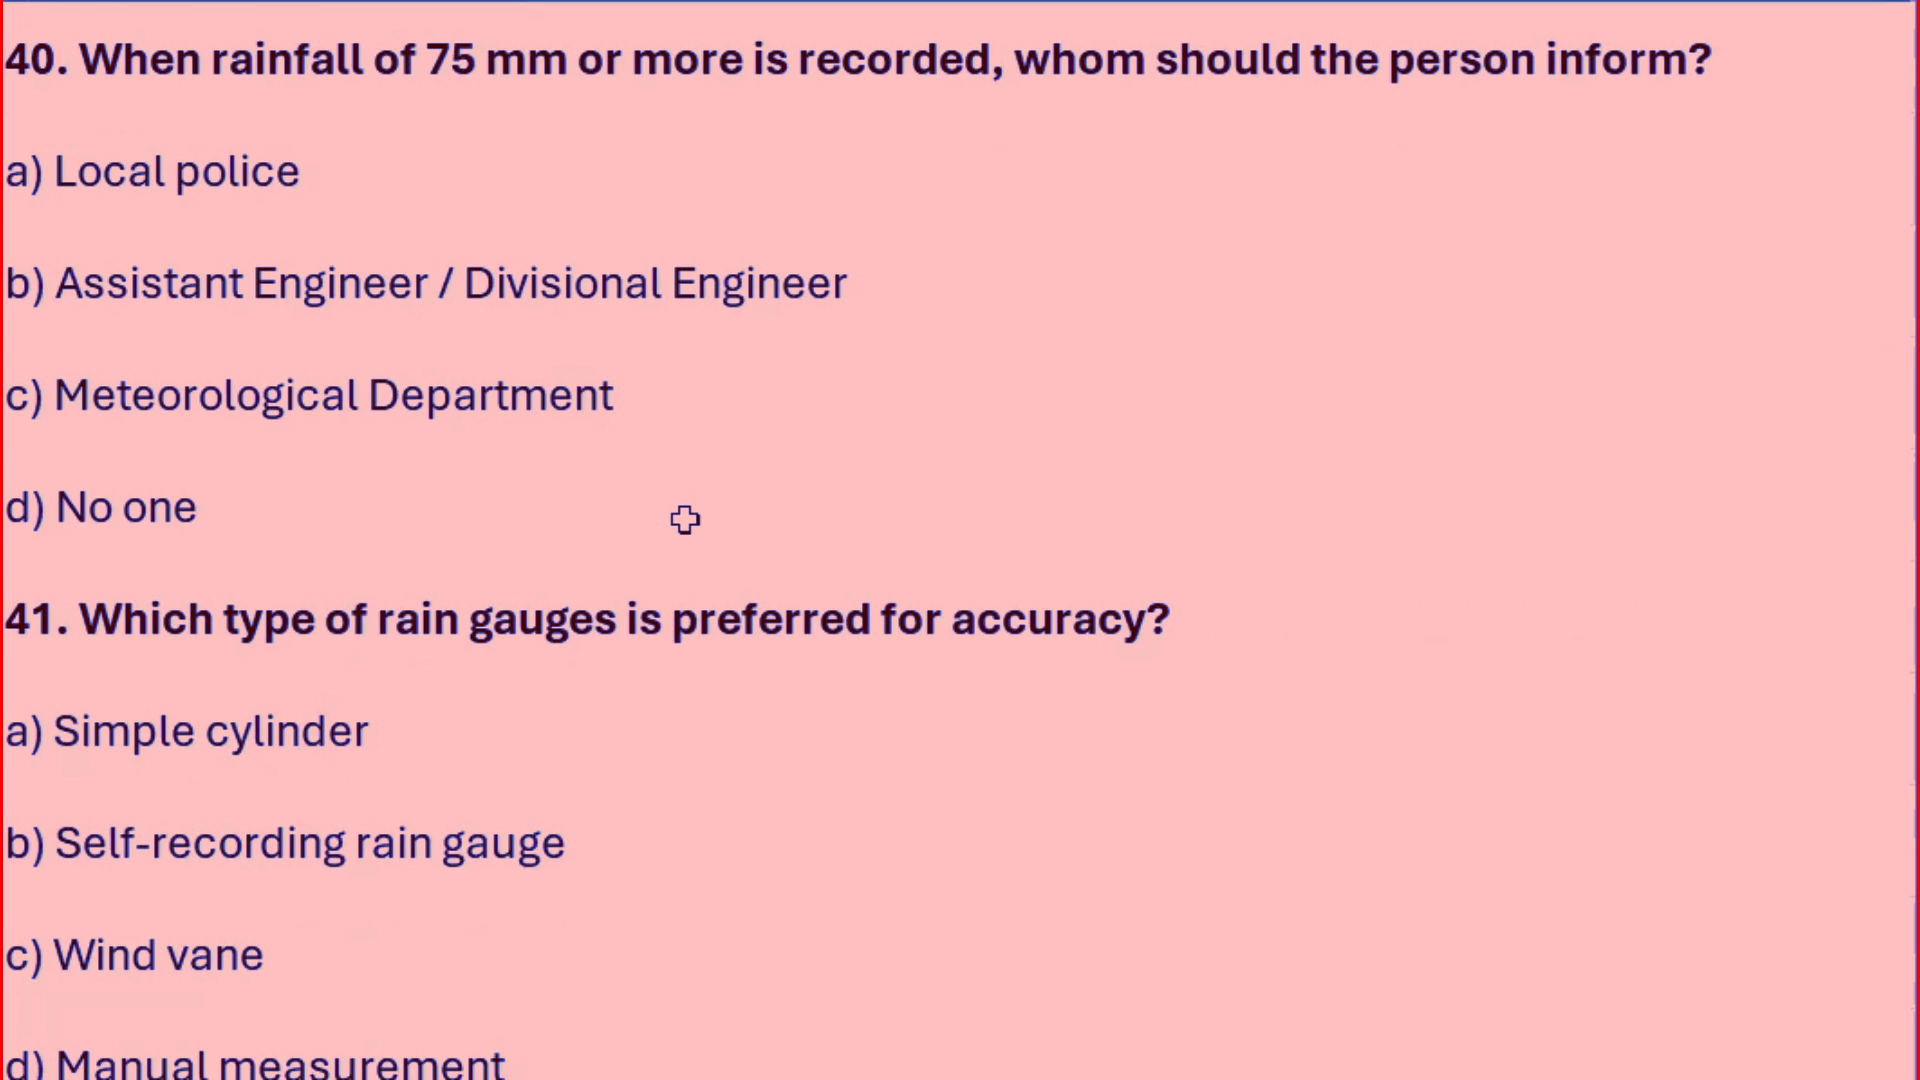 40. When rainfall of 75 mm or more is recorded, whom should the person inform?
a) Local police
b) Assistant Engineer / Divisional Engineer
c) Meteorological Department
d) No one
41. Which type of rain gauges is preferred for accuracy?
a) Simple cylinder
b) Self-recording rain gauge
c) Wind vane
d) Manual measurement